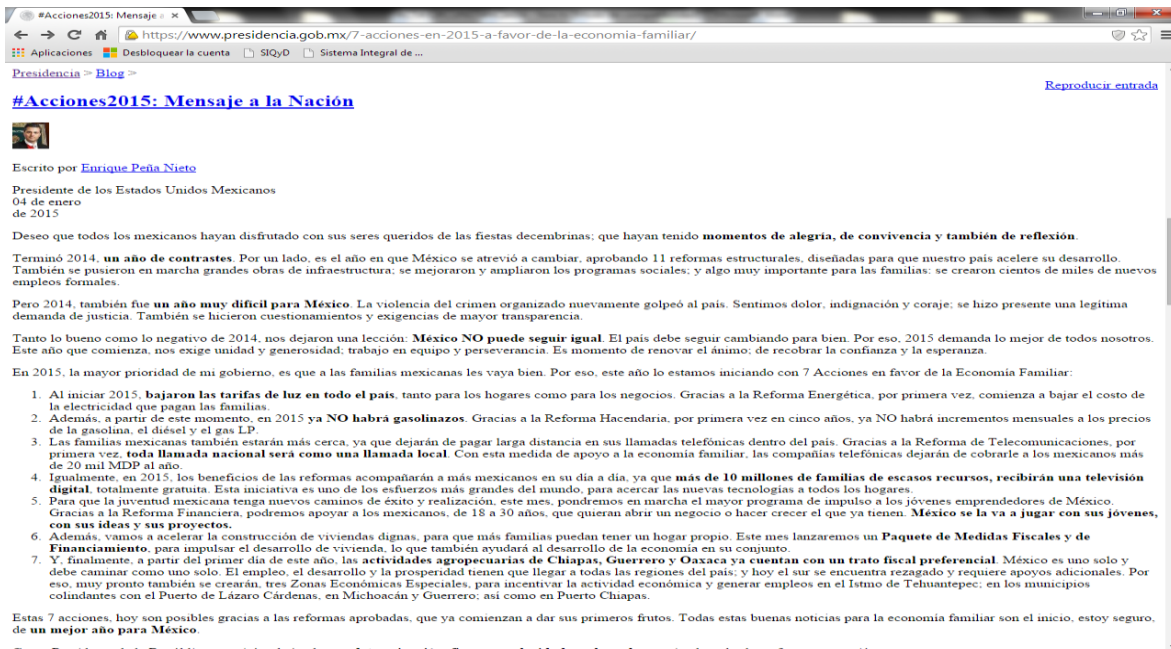 #Acciones2015: Mensaje a
https://www.presidencia.gob.mx/7-acciones-en-2015-a-favor-de-la-economia-familiar/
Aplicaciones Desbloquear la cuenta SIQyD Sistema Integral de ...
Presidencia > Blog >
Reproducir entrada
#Acciones2015: Mensaje a la Nación
Escrito por Enrique Peña Nieto
Presidente de los Estados Unidos Mexicanos
04 de enero
de 2015
Deseo que todos los mexicanos hayan disfrutado con sus seres queridos de las fiestas decembrinas; que hayan tenido momentos de alegría, de convivencia y también de reflexión.
Terminó 2014, un año de contrastes. Por un lado, es el año en que México se atrevió a cambiar, aprobando 11 reformas estructurales, diseñadas para que nuestro país acelere su desarrollo.
También se pusieron en marcha grandes obras de infraestructura; se mejoraron y ampliaron los programas sociales; y algo muy importante para las familias: se crearon cientos de miles de nuevos
empleos formales.
Pero 2014, también fue un año muy difícil para México. La violencia del crimen organizado nuevamente golpeó al país. Sentimos dolor, indignación y coraje; se hizo presente una legítima
demanda de justicia. También se hicieron cuestionamientos y exigencias de mayor transparencia.
Tanto lo bueno como lo negativo de 2014, nos dejaron una lección: México NO puede seguir igual. El país debe seguir cambiando para bien. Por eso, 2015 demanda lo mejor de todos nosotros.
Este año que comienza, nos exige unidad y generosidad; trabajo en equipo y perseverancia. Es momento de renovar el ánimo; de recobrar la confianza y la esperanza.
En 2015, la mayor prioridad de mi gobierno, es que a las familias mexicanas les vaya bien. Por eso, este año lo estamos iniciando con 7 Acciones en favor de la Economía Familiar:
1. Al iniciar 2015, bajaron las tarifas de luz en todo el país, tanto para los hogares como para los negocios. Gracias a la Reforma Energética, por primera vez, comienza a bajar el costo de
la electricidad que pagan las familias.
2. Además, a partir de este momento, en 2015 ya NO habrá gasolinazos. Gracias a la Reforma Hacendaria, por primera vez en cinco años, ya NO habrá incrementos mensuales a los precios
de la gasolina, el diésel y el gas LP.
3. Las familias mexicanas también estarán más cerca, ya que dejarán de pagar larga distancia en sus llamadas telefónicas dentro del país. Gracias a la Reforma de Telecomunicaciones, por
primera vez, toda llamada nacional será como una llamada local. Con esta medida de apoyo a la economía familiar, las compañías telefónicas dejarán de cobrarle a los mexicanos más
de 20 mil MDP al año.
4. Igualmente, en 2015, los beneficios de las reformas acompañarán a más mexicanos en su día a día, ya que más de 10 millones de familias de escasos recursos, recibirán una televisión
digital, totalmente gratuita. Esta iniciativa es uno de los esfuerzos más grandes del mundo, para acercar las nuevas tecnologías a todos los hogares.
5. Para que la juventud mexicana tenga nuevos caminos de éxito y realización, este mes, pondremos en marcha el mayor programa de impulso a los jóvenes emprendedores de México.
Gracias a la Reforma Financiera, podremos apoyar a los mexicanos, de 18 a 30 años, que quieran abrir un negocio o hacer crecer el que ya tienen. México se la va a jugar con sus jóvenes,
con sus ideas y sus proyectos.
6. Además, vamos a acelerar la construcción de viviendas dignas, para que más familias puedan tener un hogar propio. Este mes lanzaremos un Paquete de Medidas Fiscales y de
Financiamiento, para impulsar el desarrollo de vivienda, lo que también ayudará al desarrollo de la economía en su conjunto.
7. Y, finalmente, a partir del primer día de este año, las actividades agropecuarias de Chiapas, Guerrero y Oaxaca ya cuentan con un trato fiscal preferencial. México es uno solo y
debe caminar como uno solo. El empleo, el desarrollo y la prosperidad tienen que llegar a todas las regiones del país; y hoy el sur se encuentra rezagado y requiere apoyos adicionales. Por
eso, muy pronto también se crearán, tres Zonas Económicas Especiales, para incentivar la actividad económica y generar empleos en el Istmo de Tehuantepec; en los municipios
colindantes con el Puerto de Lázaro Cárdenas, en Michoacán y Guerrero; así como en Puerto Chiapas.
Estas 7 acciones, hoy son posibles gracias a las reformas aprobadas, que ya comienzan a dar sus primeros frutos. Todas estas buenas noticias para la economía familiar son el inicio, estoy seguro,
de un mejor año para México.